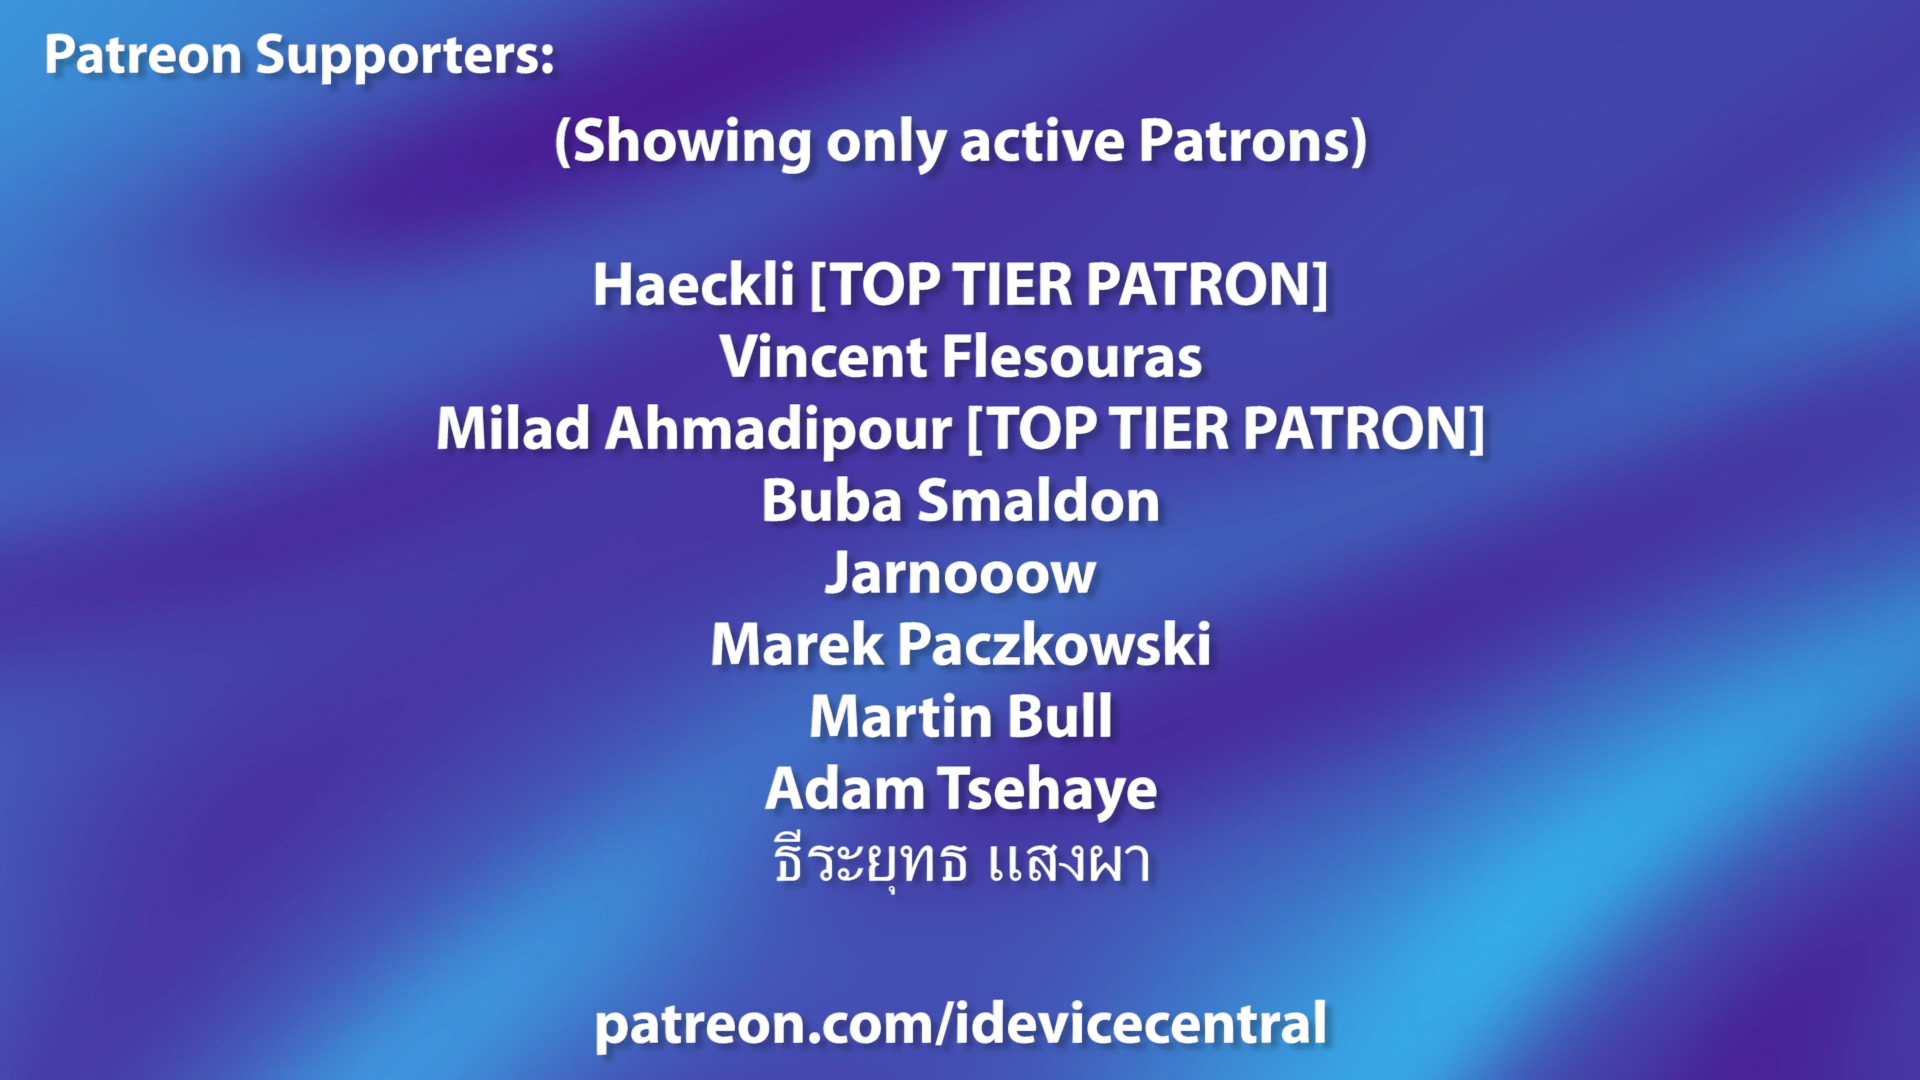 Patreon Supporters:
(Showing only active Patrons)
Haeckli [TOP TIER PATRON]
Vincent Flesouras
Milad Ahmadipour [TOP TIER PATRON]
Buba Smaldon
Jarnooow
Marek Paczkowski
Martin Bull
Adam Tsehaye
ธีระยุทธ แสงผา
patreon.com/idevicecentral